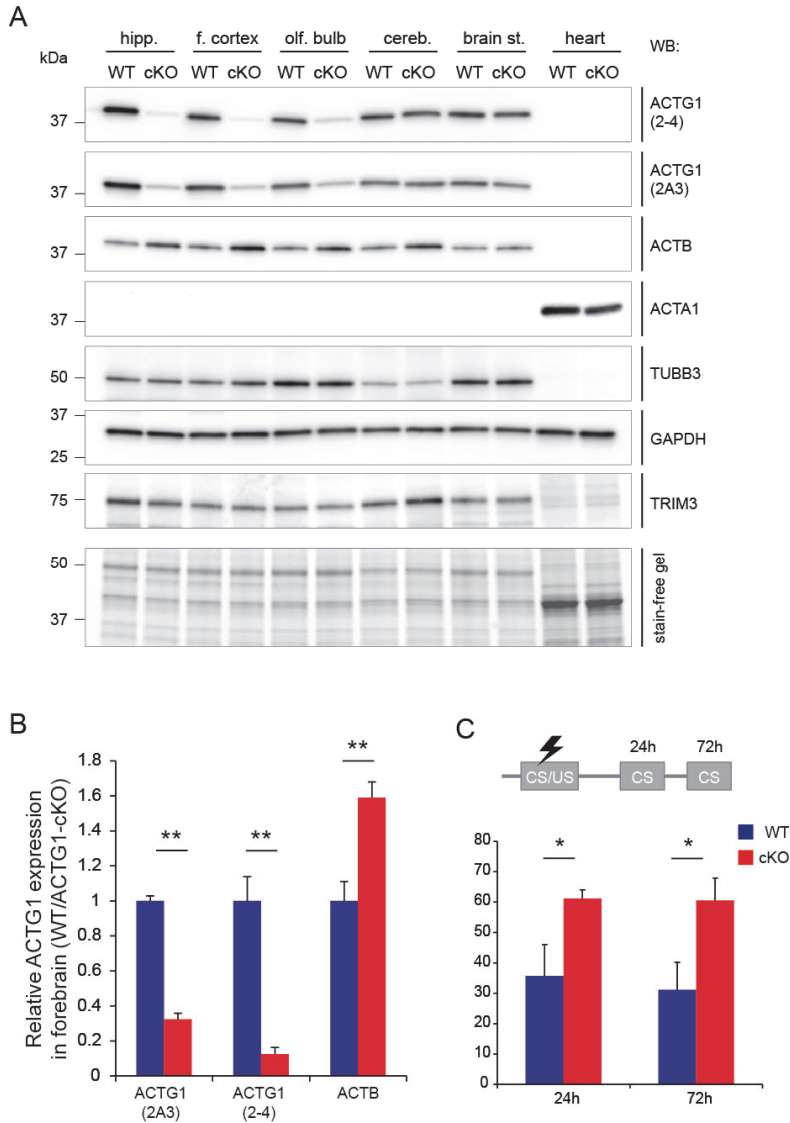 A
hipp. f. cortex olf. bulb cereb. brain st. heart WB:
kDa
WT cKO WT cKO WT cKO WT cKO WT cKO WT cKO
37
ACTG1
(2-4)
37
ACTG1
(2A3)
37
ACTB
37
ACTA1
50
TUBB3
37
25
GAPDH
75
TRIM3
50
37
stain-free gel
B
Relative ACTG1 expression
in forebrain (WT/ACTG1-cKO)
1.8
1.6
1.4
1.2
1
0.8
0.6
0.4
0.2
0
** ** **
ACTG1
(2A3)
ACTG1
(2-4)
ACTB
C
24h 72h
CS/US CS CS
WT
cKO
80
70
60
50
40
30
20
10
0
* *
24h 72h